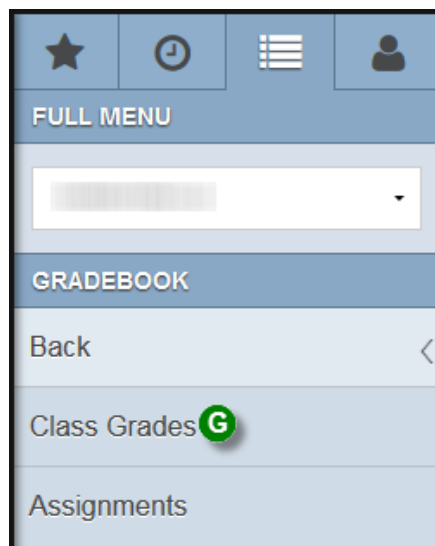 FULL MENU
GRADEBOOK
Back
Class Grades G
Assignments